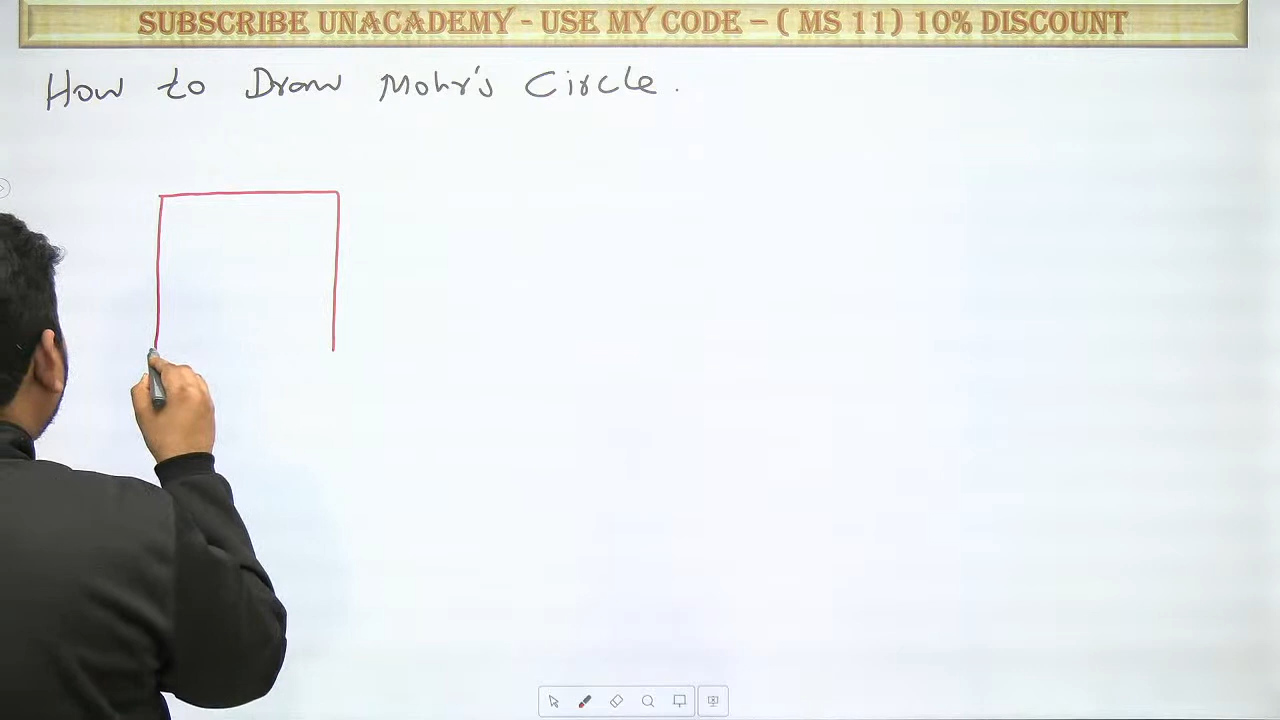 SUBSCRIBE UNACADEMY - USE MY CODE – ( MS 11) 10% DISCOUNT
How to Draw Mohr's Circle.